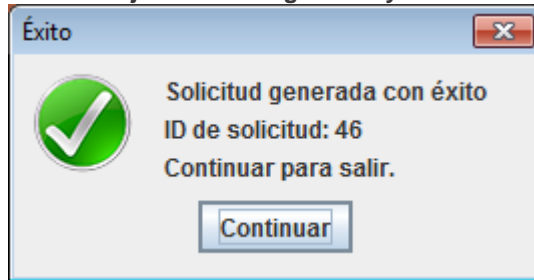 Éxito
Solicitud generada con éxito
ID de solicitud: 46
Continuar para salir.
Continuar